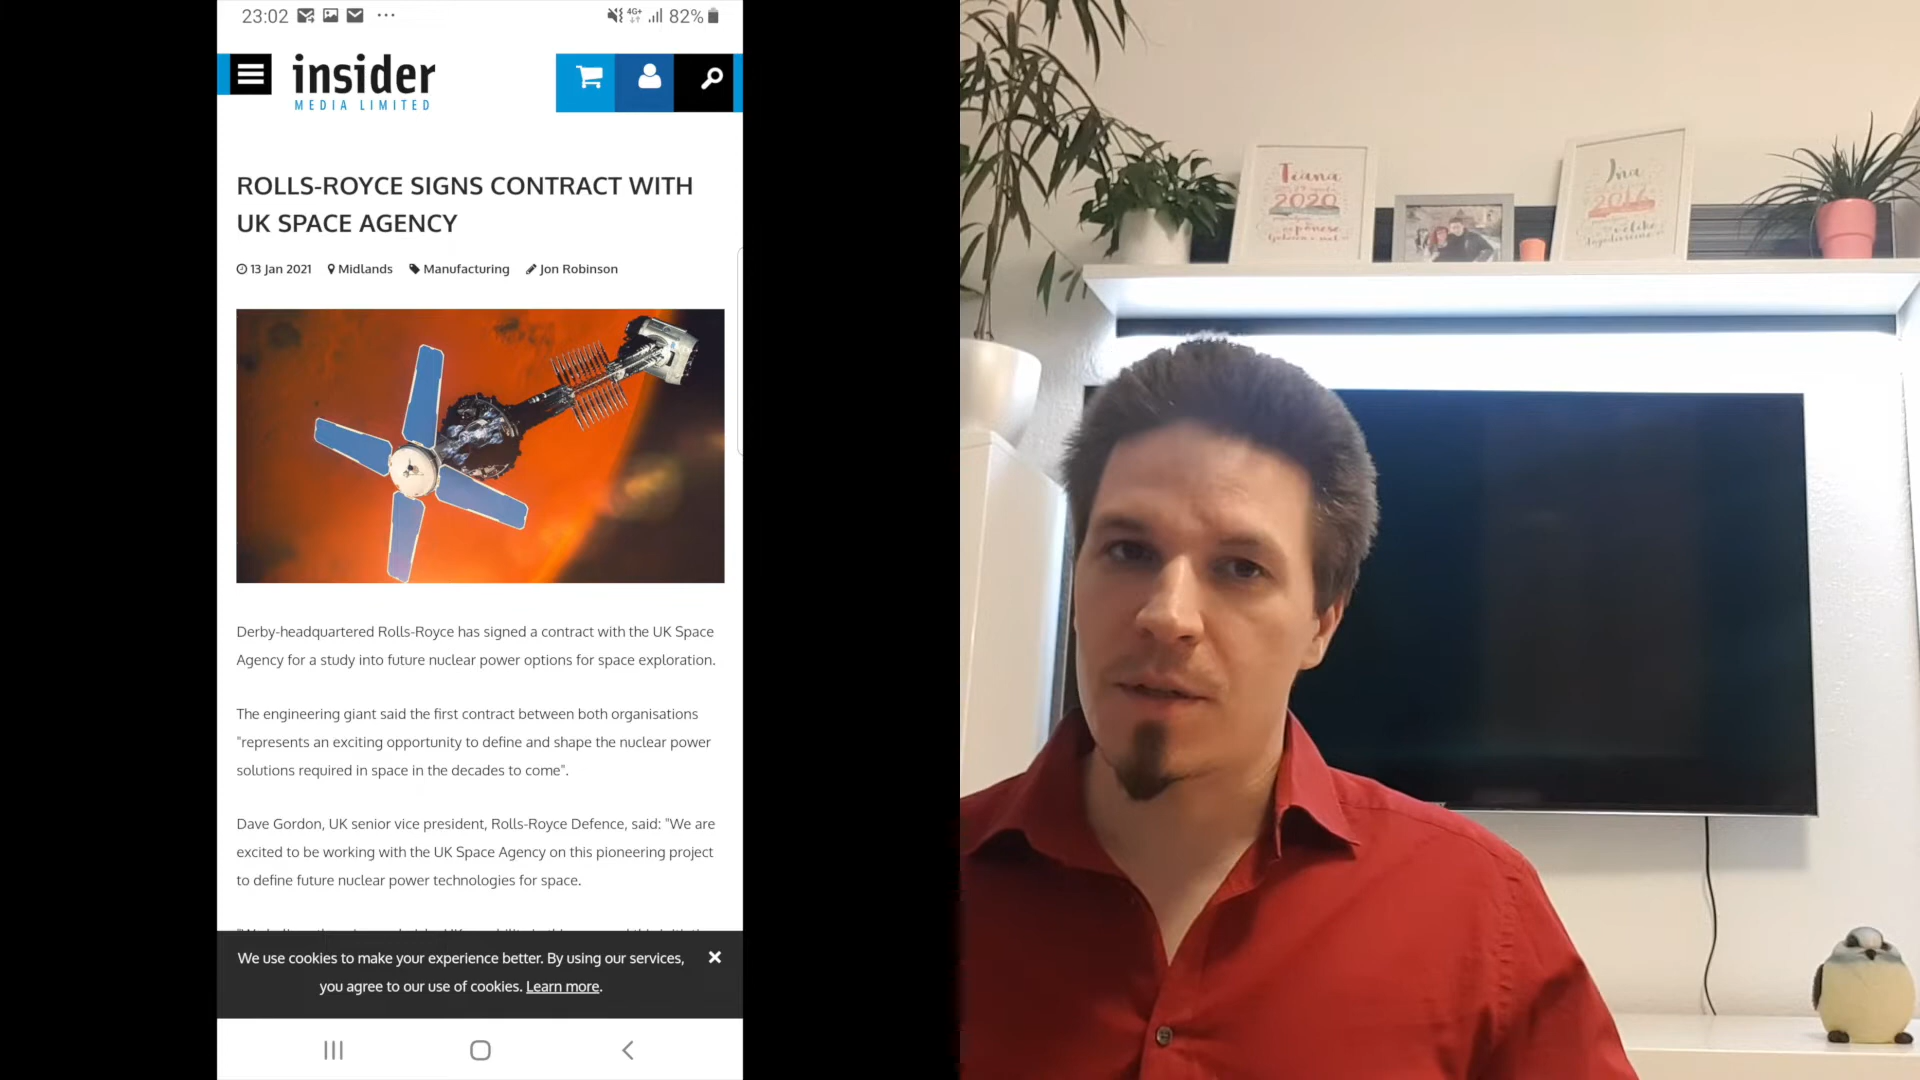 23:02 4G+ 82%
insider
MEDIA LIMITED
ROLLS-ROYCE SIGNS CONTRACT WITH
UK SPACE AGENCY
13 Jan 2021 Midlands Manufacturing Jon Robinson
Derby-headquartered Rolls-Royce has signed a contract with the UK Space
Agency for a study into future nuclear power options for space exploration.
The engineering giant said the first contract between both organisations
"represents an exciting opportunity to define and shape the nuclear power
solutions required in space in the decades to come".
Dave Gordon, UK senior vice president, Rolls-Royce Defence, said: "We are
excited to be working with the UK Space Agency on this pioneering project
to define future nuclear power technologies for space.
We use cookies to make your experience better. By using our services,
you agree to our use of cookies. Learn more.
Tiana
2020
Ina